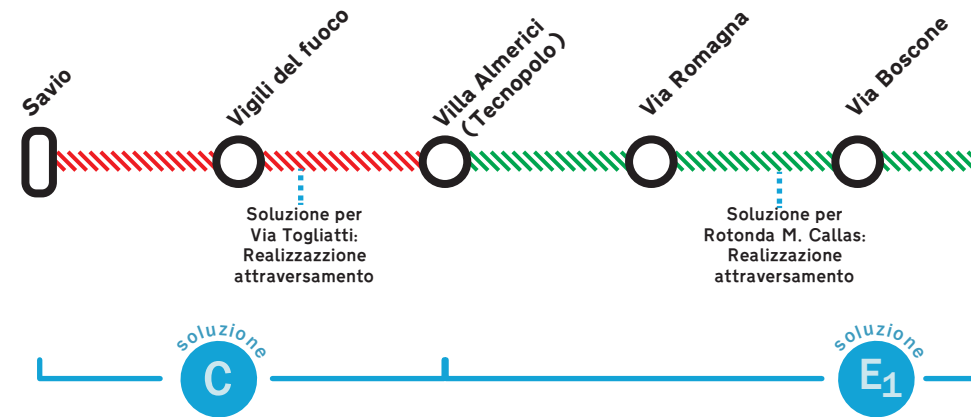 Savio
Vigili del fuoco
Villa Almerici
(Tecnopolo)
Via Romagna
Via Boscone
Soluzione per
Via Togliatti:
Realizzazzione
attraversamento
Soluzione per
Rotonda M. Callas:
Realizzazione
attraversamento
soluzione
C
soluzione
E1